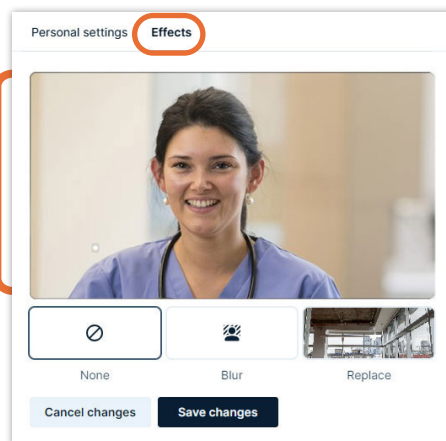 Personal settings Effects
None Blur Replace
Cancel changes Save changes